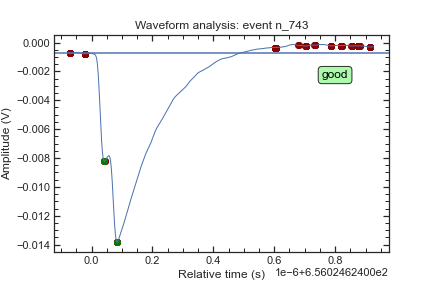 Waveform analysis: event n_743
0.000
−0.002
good
−0.004
−0.006
−0.008
−0.010
−0.012
−0.014
Amplitude (V)
0.0 0.2 0.4 0.6 0.8
Relative time (s) 1e−6+6.5602462400e2